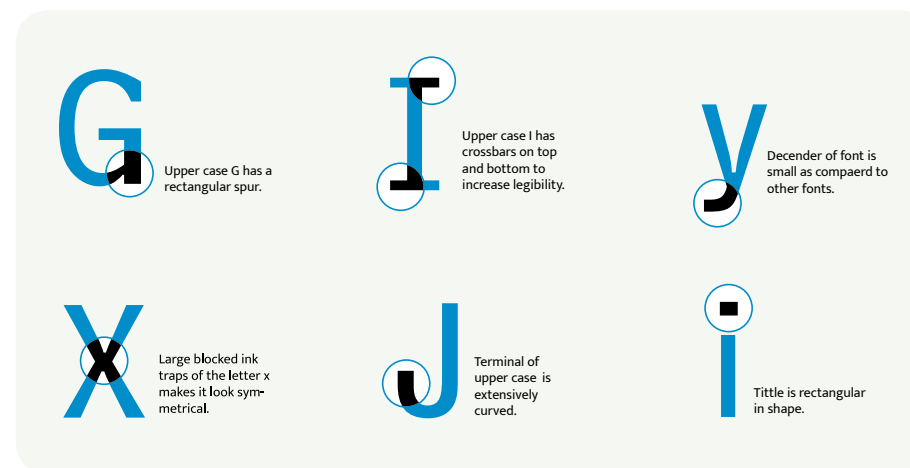 G
Upper case G has a
rectangular spur.
I
Upper case I has
crossbars on top
and bottom to
increase legibility.
y
Decender of font is
small as compaerd to
other fonts.
X
Large blocked ink
traps of the letter x
makes it look sym-
metrical.
J
Terminal of
upper case is
extensively
curved.
i
Tittle is rectangular
in shape.